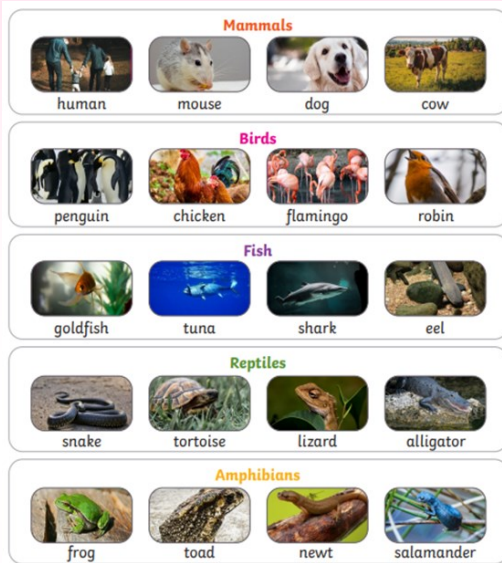 Mammals
human mouse dog cow
Birds
penguin chicken flamingo robin
Fish
goldfish tuna shark eel
Reptiles
snake tortoise lizard alligator
Amphibians
frog toad newt salamander